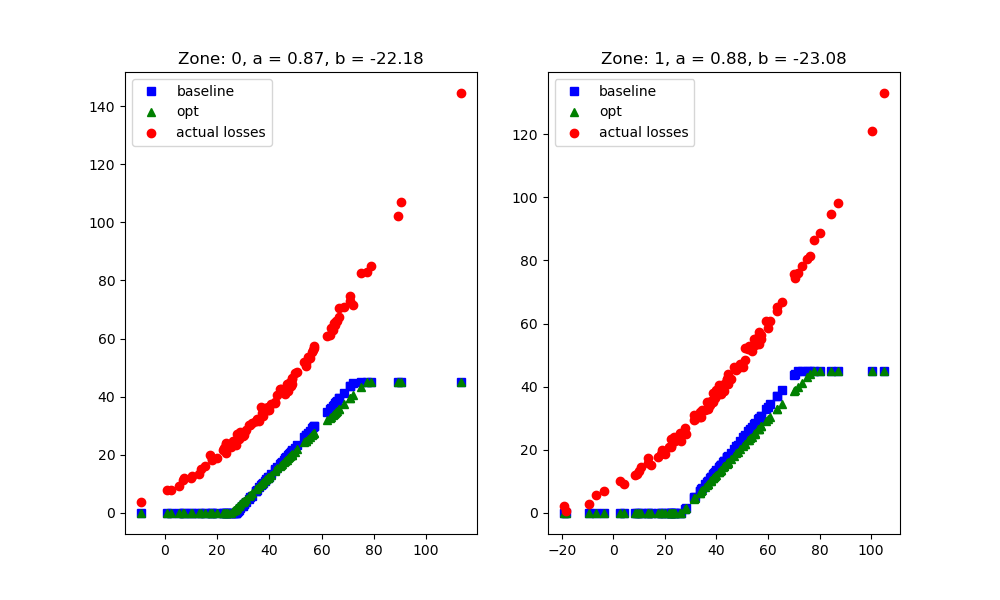 Zone: 0, a = 0.87, b = -22.18
baseline
opt
actual losses
140
120
100
80
60
40
20
0
0 20 40 60 80 100
Zone: 1, a = 0.88, b = -23.08
baseline
opt
actual losses
120
100
80
60
40
20
0
−20 0 20 40 60 80 100